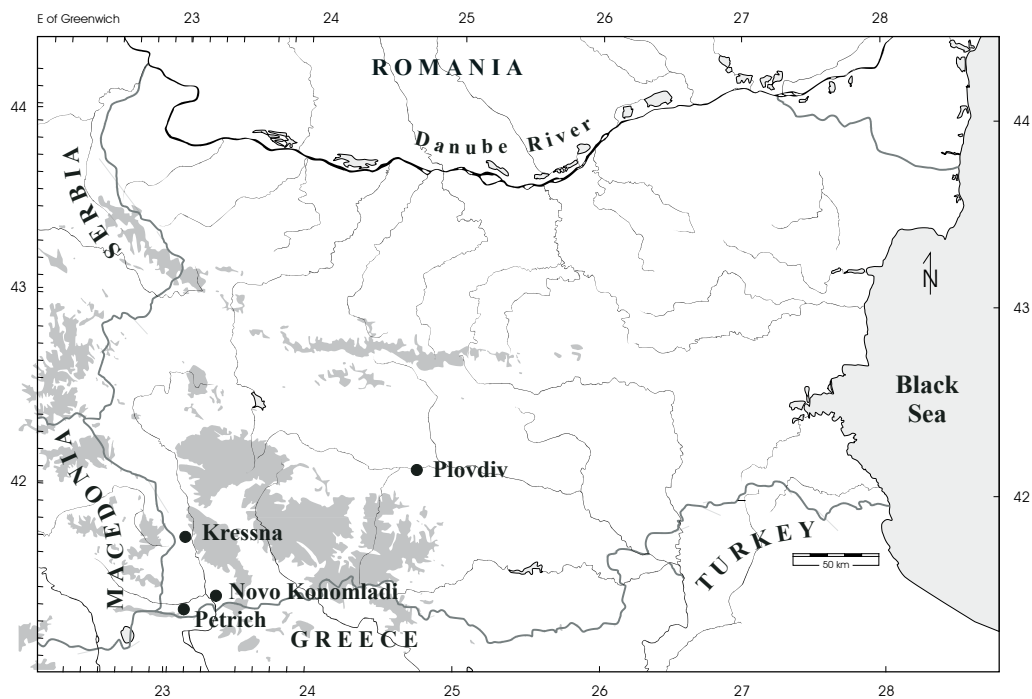 E of Greenwich 23 24 25 26 27 28
ROMANIA
44
44
Danube River
SERBIA
N
43
43
Black
Sea
MACEDONIA
Plovdiv
42
42
Kressna
TURKEY
50 km
Novo Konomladi
Petrich
GREECE
23 24 25 26 27 28